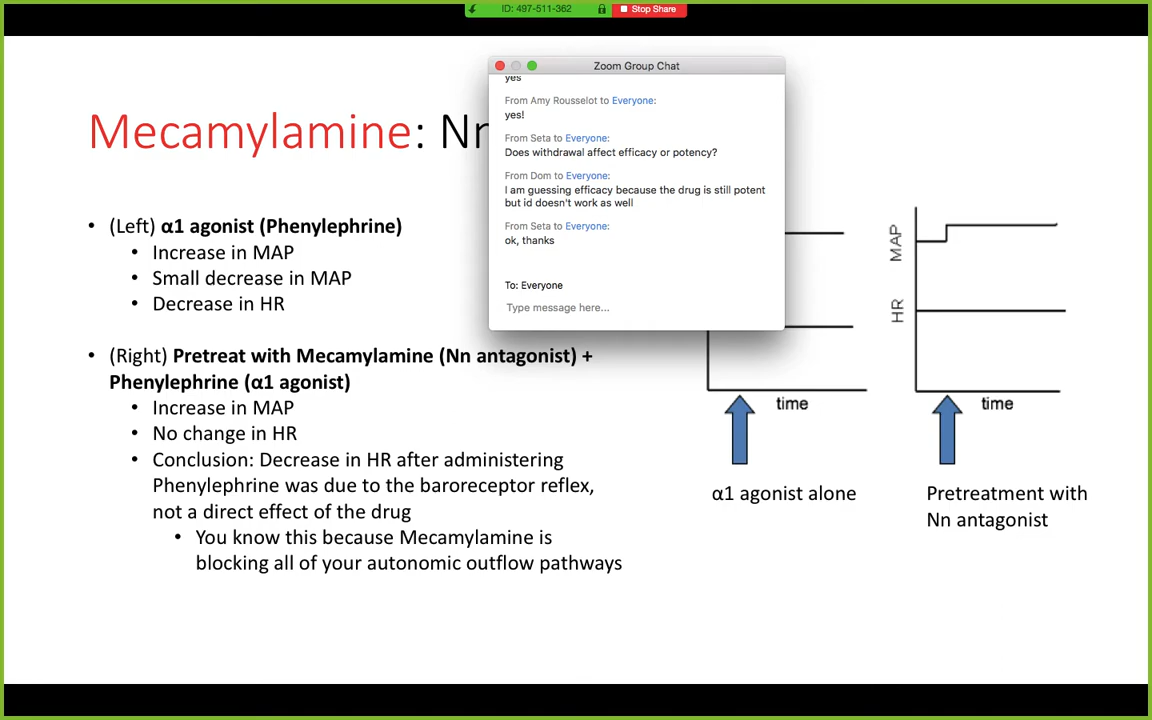 ID: 497-511-362
Stop Share
Zoom Group Chat
yes
From Amy Rousselot to Everyone:
yes!
From Seta to Everyone:
Does withdrawal affect efficacy or potency?
From Dom to Everyone:
I am guessing efficacy because the drug is still potent
but id doesn't work as well
From Seta to Everyone:
ok, thanks
To: Everyone
Type message here...
Mecamylamine: Nn
• (Left) α1 agonist (Phenylephrine)
• Increase in MAP
• Small decrease in MAP
• Decrease in HR
• (Right) Pretreat with Mecamylamine (Nn antagonist) +
Phenylephrine (α1 agonist)
• Increase in MAP
• No change in HR
• Conclusion: Decrease in HR after administering
Phenylephrine was due to the baroreceptor reflex,
not a direct effect of the drug
• You know this because Mecamylamine is
blocking all of your autonomic outflow pathways
time
α1 agonist alone
MAP
HR
time
Pretreatment with
Nn antagonist